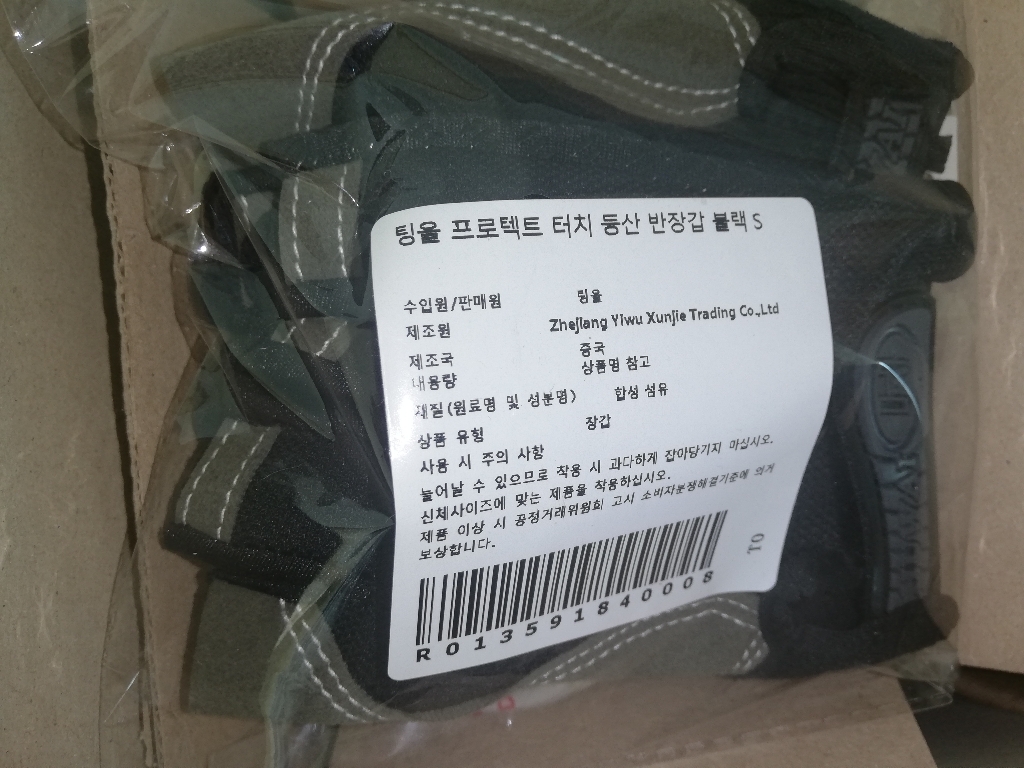 팅율 프로텍트 터치 등산 반장갑 블랙 S
수입원/판매원 팅율
제조원 Zhejiang Yiwu Xunjie Trading Co.,Ltd
제조국 중국
내용량 상품명 참고
재질(원료명 및 성분명) 합성 섬유
상품 유형 장갑
사용 시 주의 사항
늘어날 수 있으므로 착용 시 과다하게 잡아당기지 마십시오.
신체사이즈에 맞는 제품을 착용하십시오.
제품 이상 시 공정거래위원회 고시 소비자분쟁해결기준에 의거
보상합니다.
TO
R013591840008